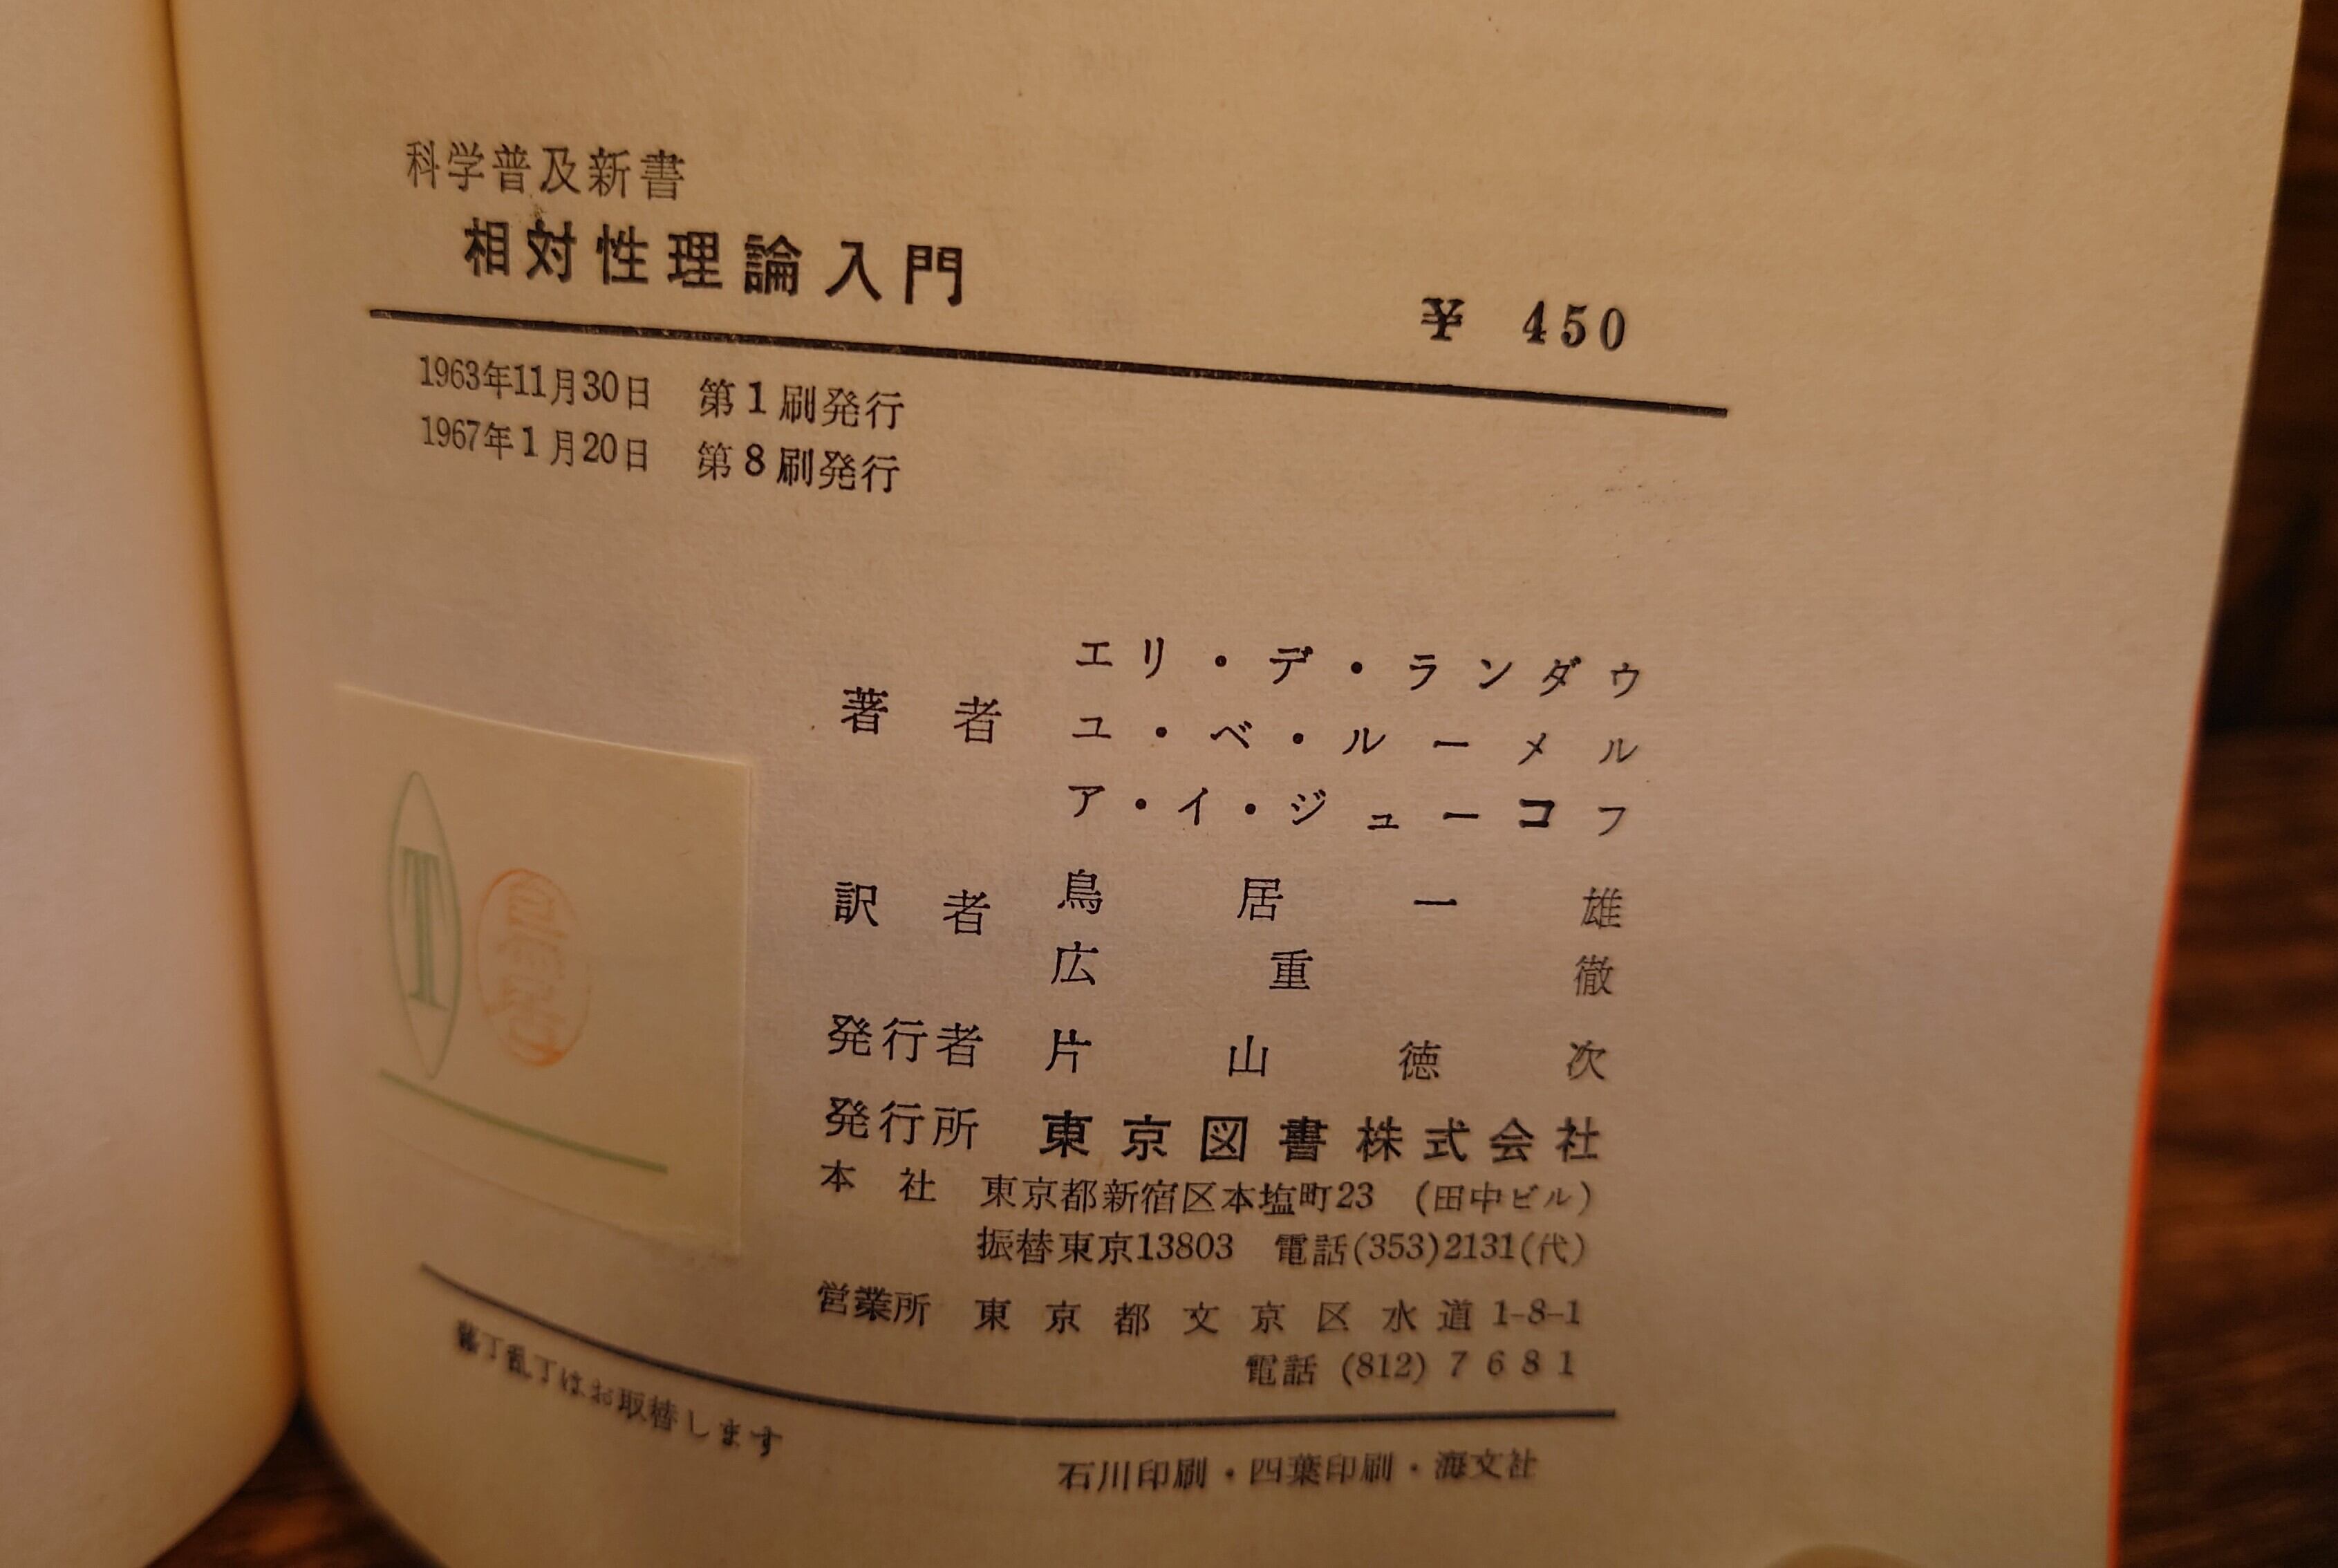 科学普及新書
相対性理論入門
¥ 450
1963年11月30日 第1刷発行
1967年1月20日 第8刷発行
著者 エリ・デ・ランダウ
ユ・ベ・ルーメル
ア・イ・ジューコフ
訳者 鳥居一雄
広重徹
発行者 片山徳次
発行所 東京図書株式会社
本社 東京都新宿区本塩町23 (田中ビル)
振替東京13803 電話(353)2131(代)
営業所 東京都文京区水道1-8-1
電話 (812) 7681
T
落丁乱丁はお取替します
石川印刷・四葉印刷・海文社